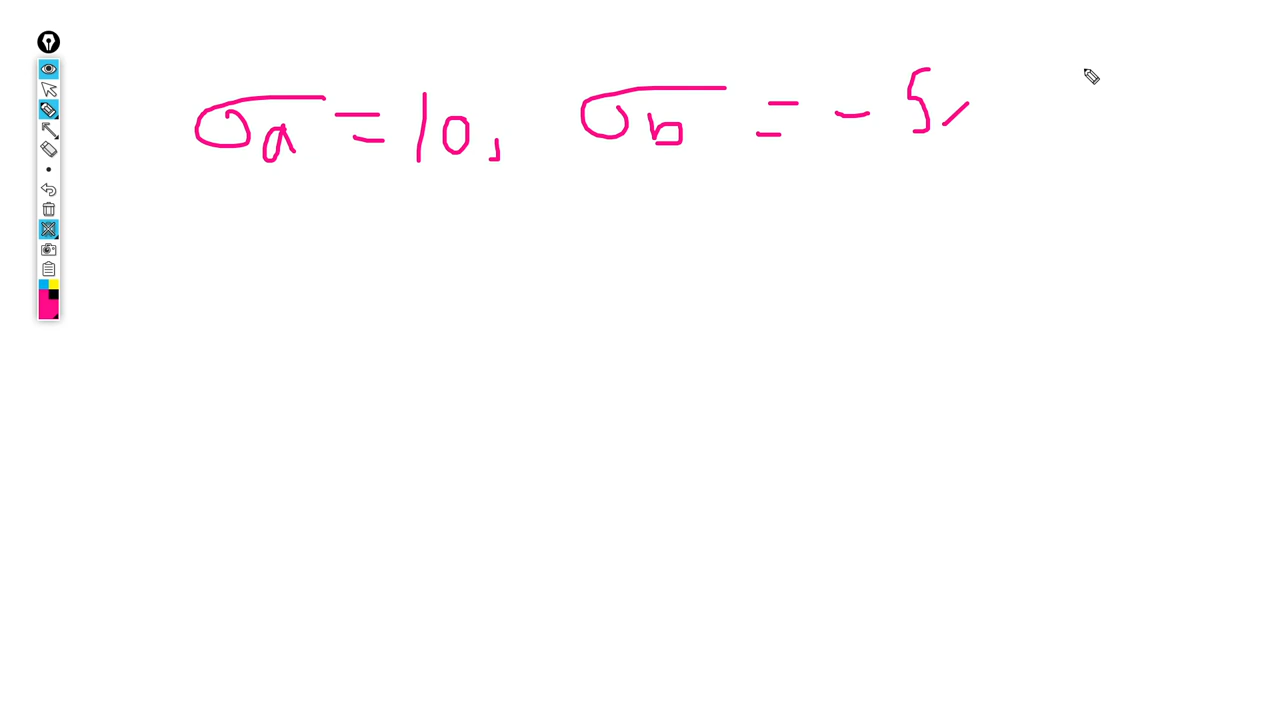 σa = 10, σb = - 5,